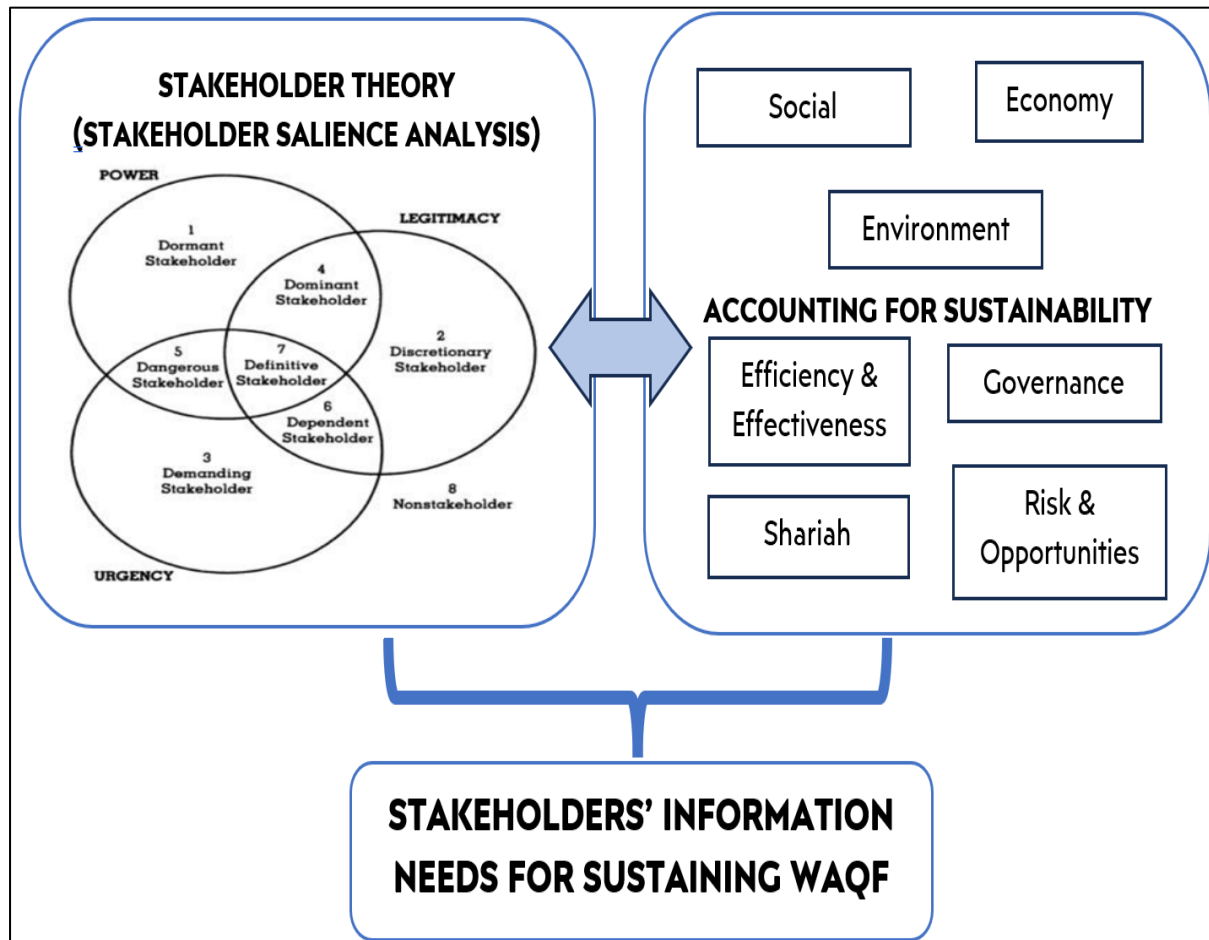 STAKEHOLDER THEORY
(STAKEHOLDER SALIENCE ANALYSIS)
POWER
1
Dormant
Stakeholder
LEGITIMACY
4
Dominant
Stakeholder
2
Discretionary
Stakeholder
5
Dangerous
Stakeholder
7
Definitive
Stakeholder
6
Dependent
Stakeholder
3
Demanding
Stakeholder
8
Nonstakeholder
URGENCY
Social
Economy
Environment
ACCOUNTING FOR SUSTAINABILITY
Efficiency &
Effectiveness
Governance
Shariah
Risk &
Opportunities
STAKEHOLDERS' INFORMATION
NEEDS FOR SUSTAINING WAQF